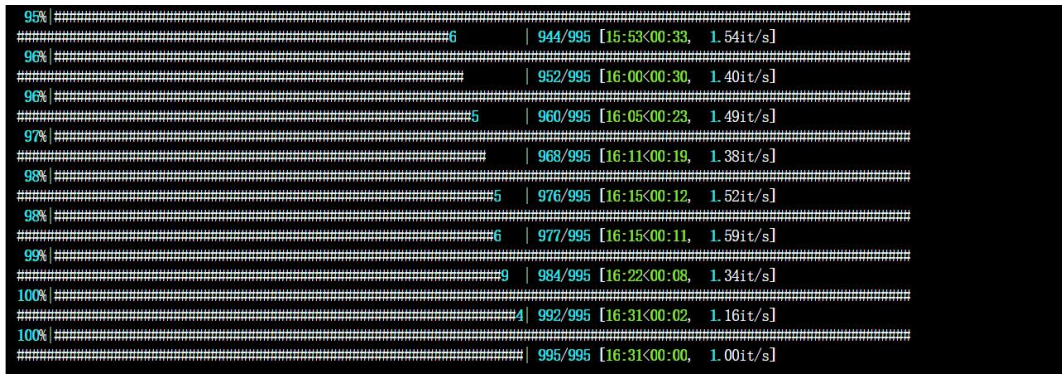 95%|###################################################################################################################
##########################################################6         | 944/995 [15:53<00:33,  1.54it/s]
96%|###################################################################################################################
############################################################        | 952/995 [16:00<00:30,  1.40it/s]
96%|###################################################################################################################
#############################################################5      | 960/995 [16:05<00:23,  1.49it/s]
97%|###################################################################################################################
###############################################################     | 968/995 [16:11<00:19,  1.38it/s]
98%|###################################################################################################################
################################################################5   | 976/995 [16:15<00:12,  1.52it/s]
98%|###################################################################################################################
################################################################6   | 977/995 [16:15<00:11,  1.59it/s]
99%|###################################################################################################################
#################################################################9  | 984/995 [16:22<00:08,  1.34it/s]
100%|###################################################################################################################
###################################################################4| 992/995 [16:31<00:02,  1.16it/s]
100%|###################################################################################################################
####################################################################| 995/995 [16:31<00:00,  1.00it/s]